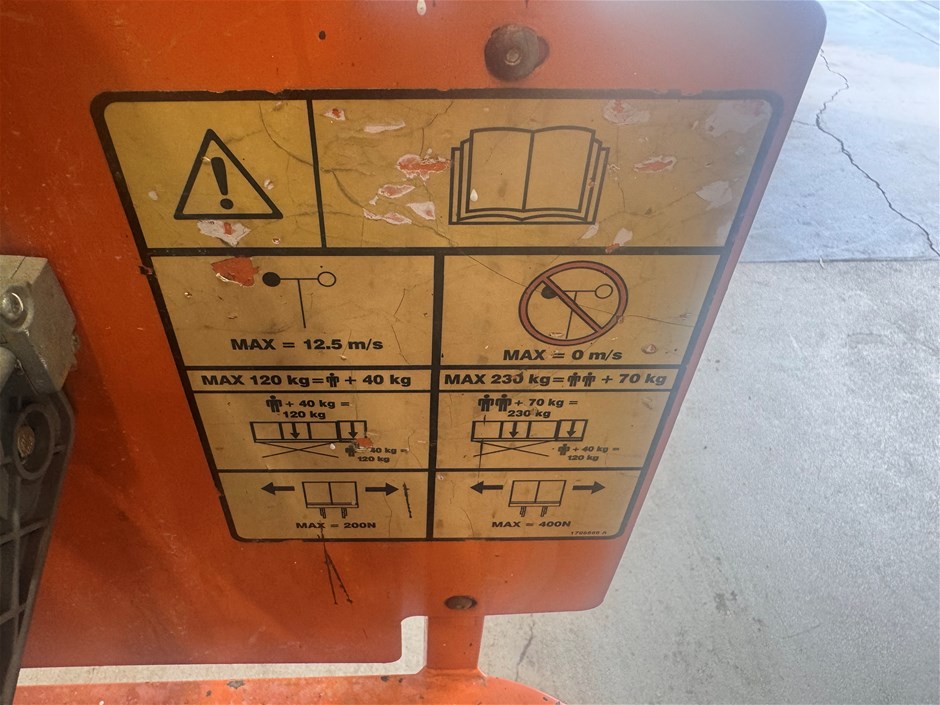 MAX = 12.5 m/s
MAX = 0 m/s
MAX 120 kg= + 40 kg
MAX 230 kg= + 70 kg
+ 40 kg =
120 kg
+ 70 kg =
230 kg
+ 40 kg =
120 kg
+ 40 kg =
120 kg
MAX = 200N
MAX = 400N